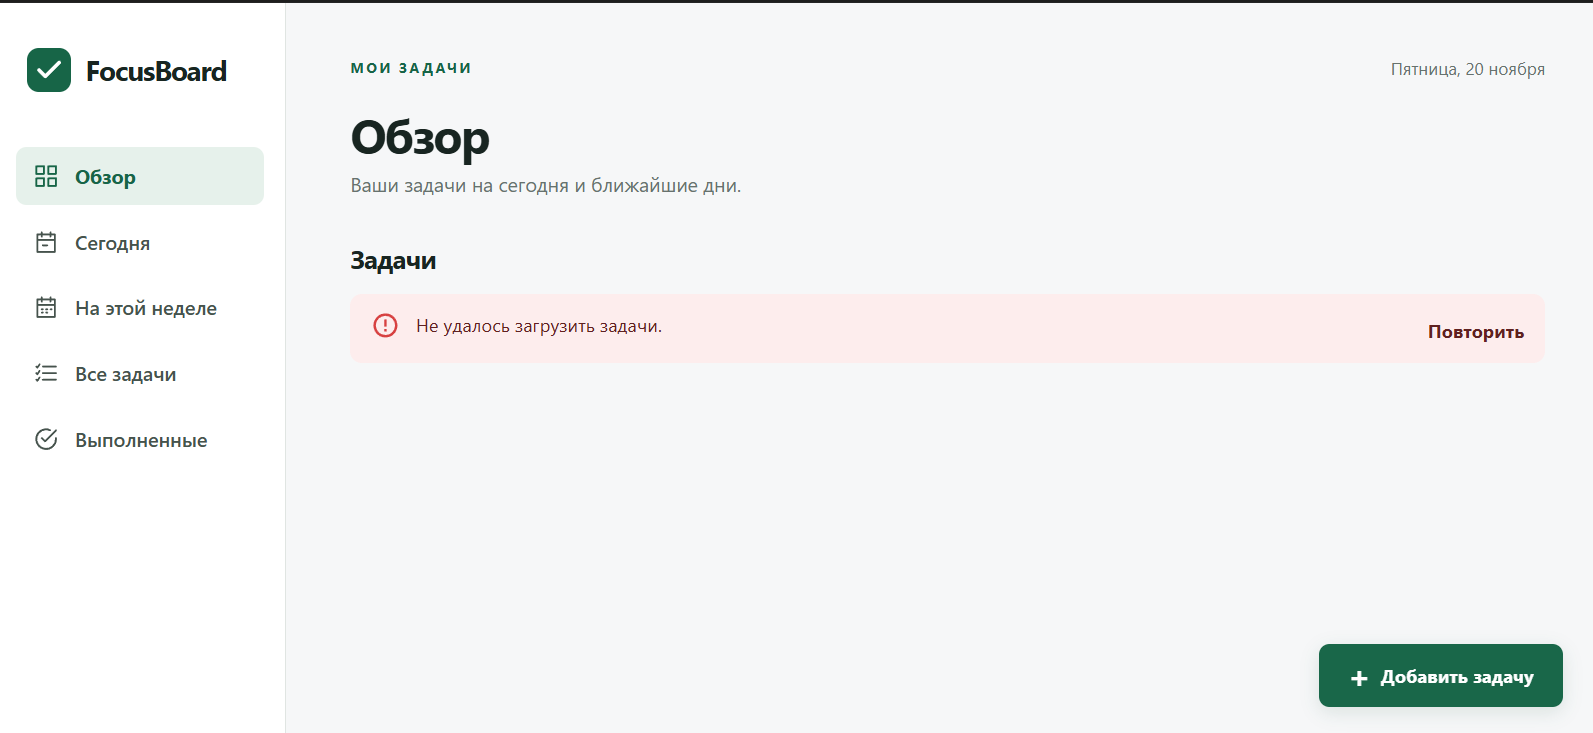 FocusBoard
Обзор
Сегодня
На этой неделе
Все задачи
Выполненные
МОИ ЗАДАЧИ
Пятница, 20 ноября
Обзор
Ваши задачи на сегодня и ближайшие дни.
Задачи
Не удалось загрузить задачи.
Повторить
+ Добавить задачу